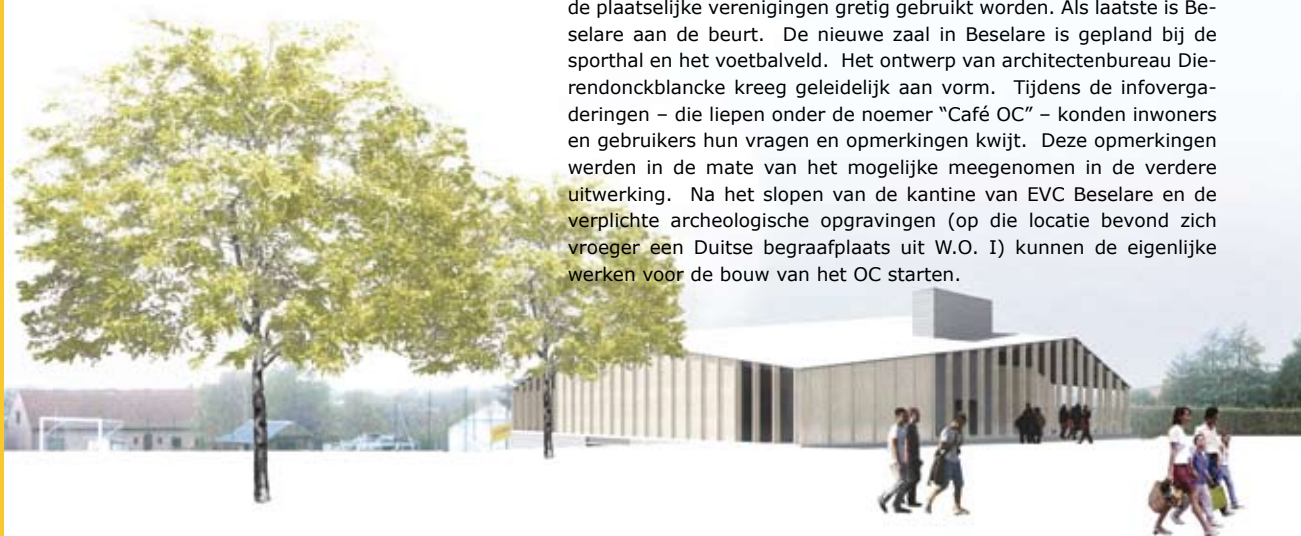 de plaatselijke verenigingen gretig gebruikt worden. Als laatste is Be-
selare aan de beurt. De nieuwe zaal in Beselare is gepland bij de
sporthal en het voetbalveld. Het ontwerp van architectenbureau Die-
rendonckblancke kreeg geleidelijk aan vorm. Tijdens de infoverga-
deringen – die liepen onder de noemer “Café OC” – konden inwoners
en gebruikers hun vragen en opmerkingen kwijt. Deze opmerkingen
werden in de mate van het mogelijke meegenomen in de verdere
uitwerking. Na het slopen van de kantine van EVC Beselare en de
verplichte archeologische opgravingen (op die locatie bevond zich
vroeger een Duitse begraafplaats uit W.O. I) kunnen de eigenlijke
werken voor de bouw van het OC starten.